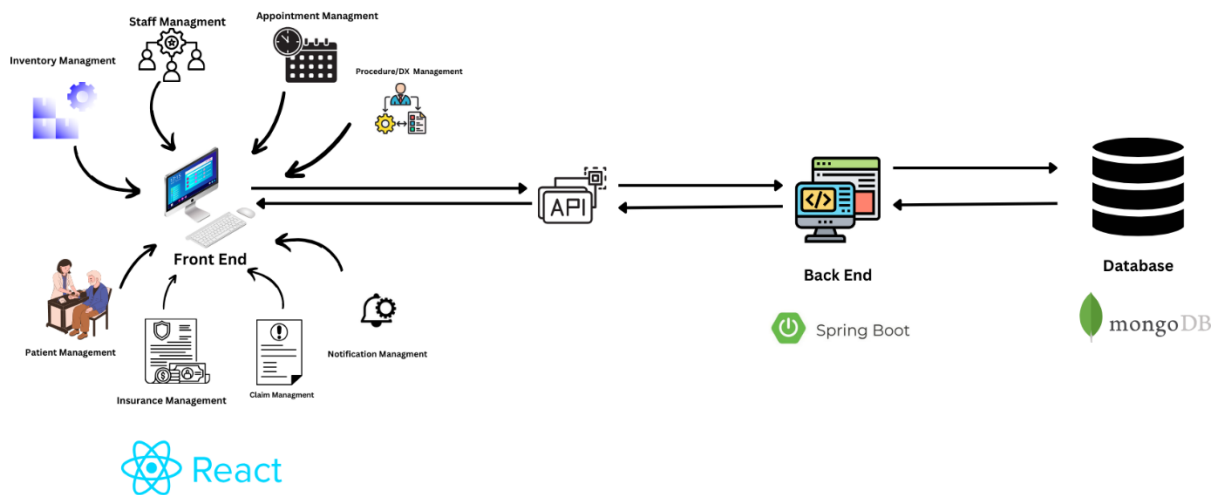 Staff Managment
Appointment Managment
Inventory Managment
Procedure/DX Management
API
Front End
Back End
Database
Spring Boot
mongoDB
Patient Management
Insurance Management
Claim Managment
Notification Managment
React